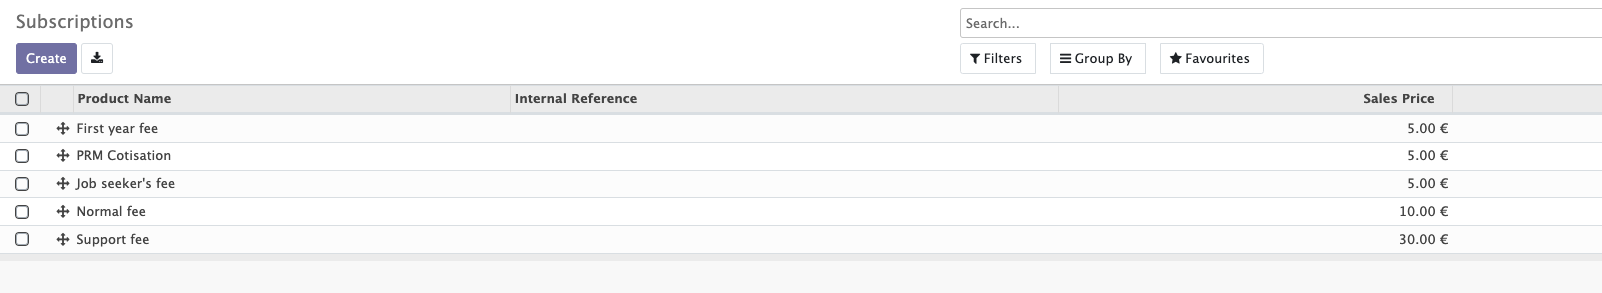 Subscriptions
Search...
Create
Filters
Group By
Favourites
Product Name Internal Reference Sales Price
First year fee 5.00 €
PRM Cotisation 5.00 €
Job seeker's fee 5.00 €
Normal fee 10.00 €
Support fee 30.00 €